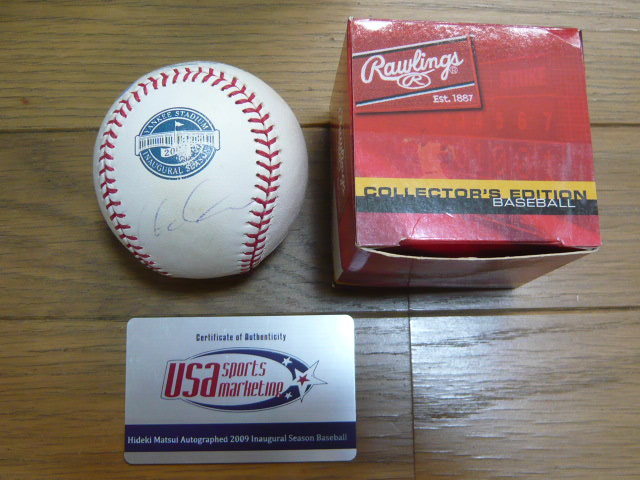 YANKEE STADIUM
2009
INAUGURAL SEASON
Rawlings
R
EST. 1887
COLLECTOR'S EDITION
BASEBALL
Certificate of Authenticity
USA sports
marketing
Hideki Matsui Autographed 2009 Inaugural Season Baseball